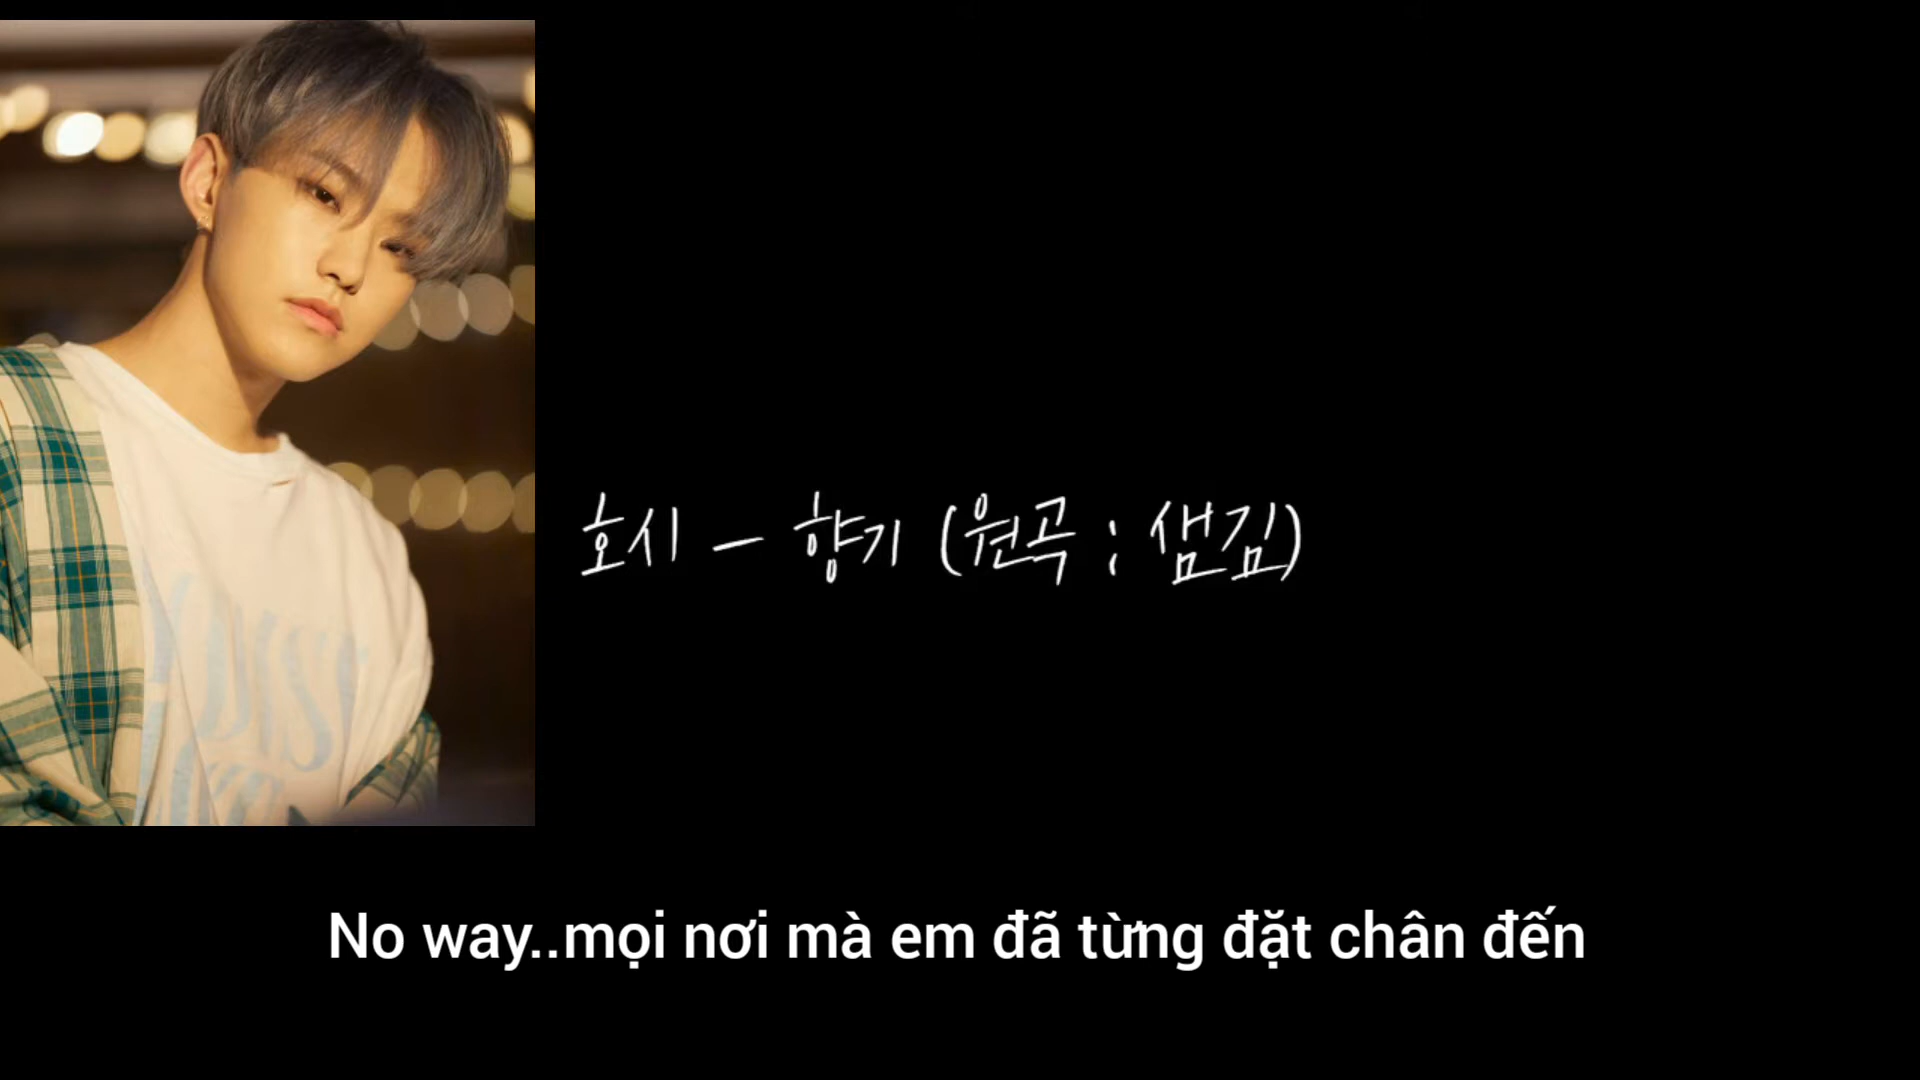 호시 – 향기 (원곡 : 샘김)
No way..mọi nơi mà em đã từng đặt chân đến